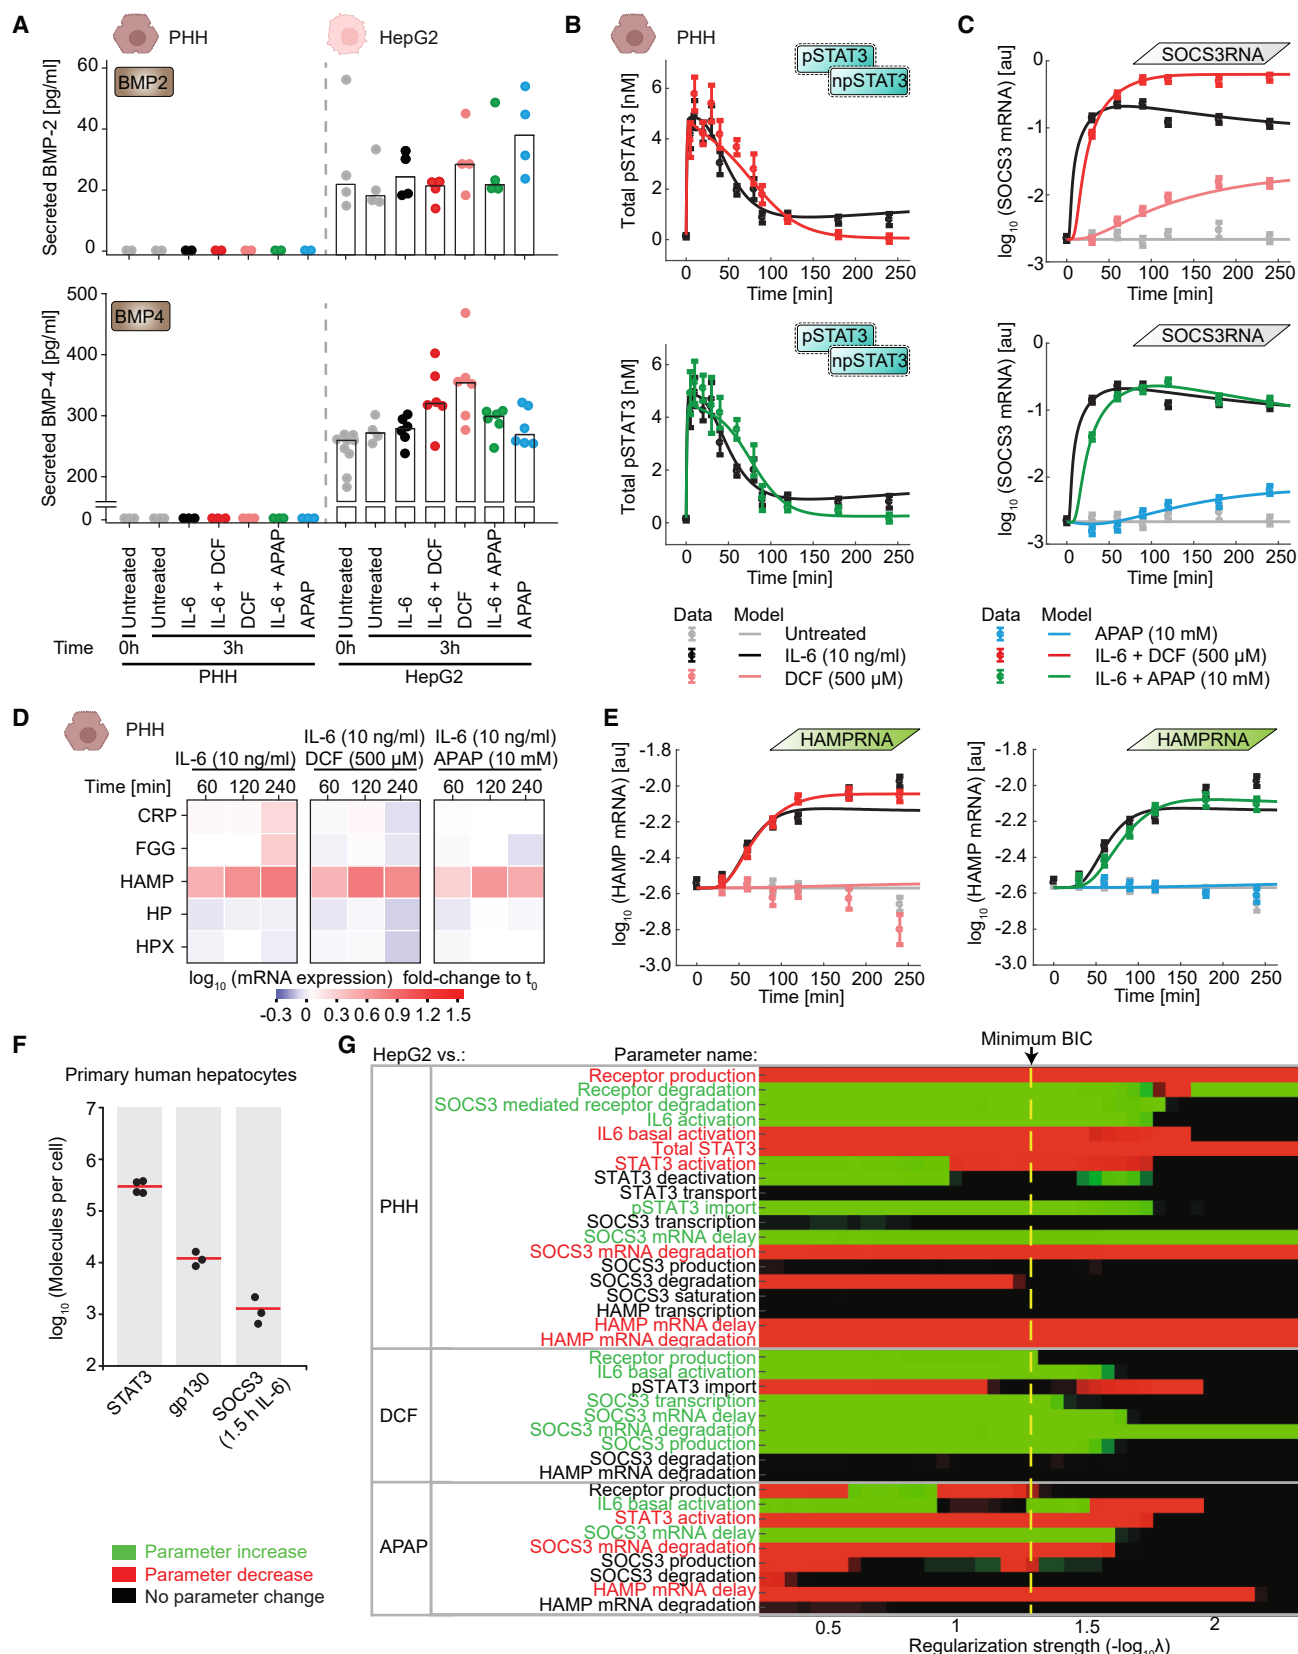 A
PHH
HepG2
BMP2
Secreted BMP-2 [pg/ml]
60
40
20
0
BMP4
Secreted BMP-4 [pg/ml]
500
400
300
200
0
Untreated
Untreated
IL-6
IL-6 + DCF
DCF
IL-6 + APAP
APAP
Untreated
Untreated
IL-6
IL-6 + DCF
DCF
IL-6 + APAP
APAP
Time
0h
3h
0h
3h
PHH
HepG2
B
PHH
pSTAT3
npSTAT3
Total pSTAT3 [nM]
6
4
2
0
0 50 100 150 200 250
Time [min]
pSTAT3
npSTAT3
Total pSTAT3 [nM]
6
4
2
0
0 50 100 150 200 250
Time [min]
C
SOCS3RNA
log10 (SOCS3 mRNA) [au]
-0
-1
-2
-3
0 50 100 150 200 250
Time [min]
SOCS3RNA
log10 (SOCS3 mRNA) [au]
-0
-1
-2
-3
0 50 100 150 200 250
Time [min]
Data Model
Untreated
IL-6 (10 ng/ml)
DCF (500 µM)
Data Model
APAP (10 mM)
IL-6 + DCF (500 µM)
IL-6 + APAP (10 mM)
D
PHH
IL-6 (10 ng/ml)
IL-6 (10 ng/ml)
DCF (500 µM)
IL-6 (10 ng/ml)
APAP (10 mM)
Time [min]
60 120 240
60 120 240
60 120 240
CRP
FGG
HAMP
HP
HPX
log10 (mRNA expression) fold-change to t0
-0.3 0 0.3 0.6 0.9 1.2 1.5
E
HAMPRNA
log10 (HAMP mRNA) [au]
-1.8
-2.0
-2.2
-2.4
-2.6
-2.8
-3.0
0 50 100 150 200 250
Time [min]
HAMPRNA
log10 (HAMP mRNA) [au]
-1.8
-2.0
-2.2
-2.4
-2.6
-2.8
-3.0
0 50 100 150 200 250
Time [min]
F
Primary human hepatocytes
log10 (Molecules per cell)
7
6
5
4
3
2
STAT3
gp130
SOCS3
(1.5 h IL-6)
Parameter increase
Parameter decrease
No parameter change
G
HepG2 vs.:
Parameter name:
Minimum BIC
PHH
Receptor production
Receptor degradation
SOCS3 mediated receptor degradation
IL6 activation
IL6 basal activation
Total STAT3
STAT3 activation
STAT3 deactivation
STAT3 transport
pSTAT3 import
SOCS3 transcription
SOCS3 mRNA delay
SOCS3 mRNA degradation
SOCS3 production
SOCS3 degradation
SOCS3 saturation
HAMP transcription
HAMP mRNA delay
HAMP mRNA degradation
DCF
Receptor production
IL6 basal activation
pSTAT3 import
SOCS3 transcription
SOCS3 mRNA delay
SOCS3 mRNA degradation
SOCS3 production
SOCS3 degradation
HAMP mRNA degradation
APAP
Receptor production
IL6 basal activation
STAT3 activation
SOCS3 mRNA delay
SOCS3 mRNA degradation
SOCS3 production
SOCS3 degradation
HAMP mRNA delay
HAMP mRNA degradation
0.5 1 1.5 2
Regularization strength (-log10λ)